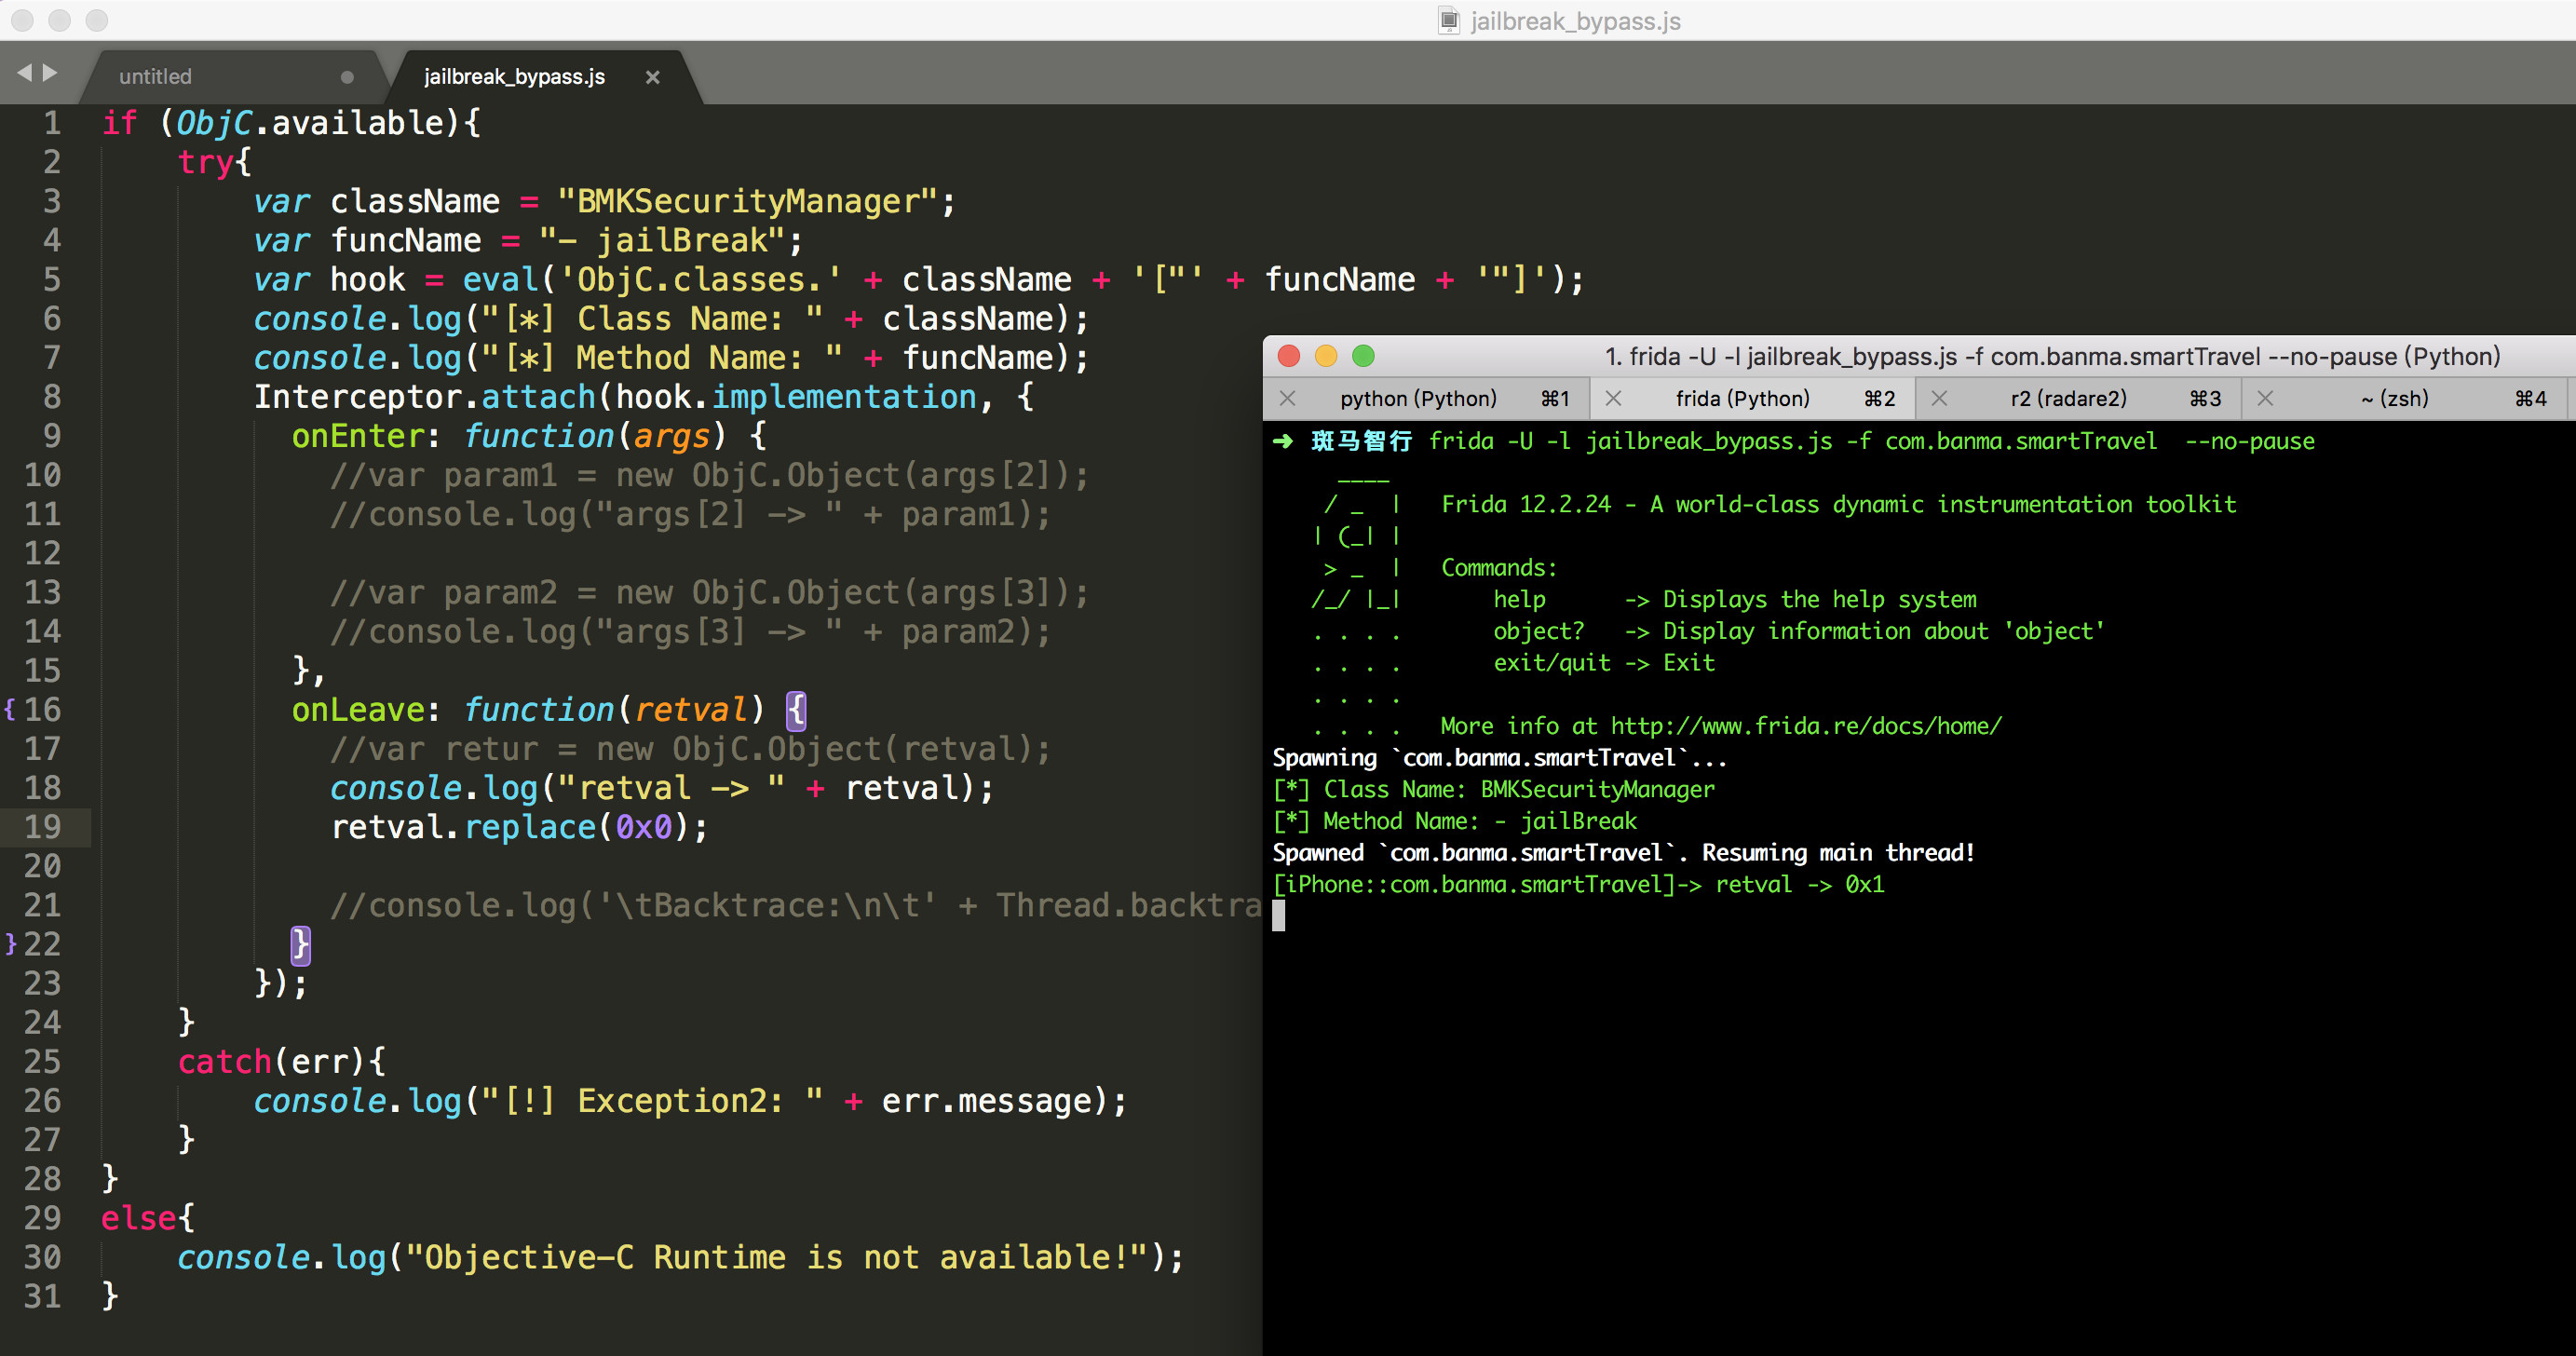 jailbreak_bypass.js
untitled
jailbreak_bypass.js
1 if (ObjC.available){
2 try{
3 var className = "BMKSecurityManager";
4 var funcName = "- jailBreak";
5 var hook = eval('ObjC.classes.' + className + '["' + funcName + '"]');
6 console.log("[*] Class Name: " + className);
7 console.log("[*] Method Name: " + funcName);
8 Interceptor.attach(hook.implementation, {
9 onEnter: function(args) {
10 //var param1 = new ObjC.Object(args[2]);
11 //console.log("args[2] -> " + param1);
12
13 //var param2 = new ObjC.Object(args[3]);
14 //console.log("args[3] -> " + param2);
15 },
16 onLeave: function(retval) {
17 //var retur = new ObjC.Object(retval);
18 console.log("retval -> " + retval);
19 retval.replace(0x0);
20
21 //console.log('\tBacktrace:\n\t' + Thread.backtra
22 }
23 });
24 }
25 catch(err){
26 console.log("[!] Exception2: " + err.message);
27 }
28 }
29 else{
30 console.log("Objective-C Runtime is not available!");
31 }
1. frida -U -l jailbreak_bypass.js -f com.banma.smartTravel --no-pause (Python)
python (Python) ⌘1 frida (Python) ⌘2 r2 (radare2) ⌘3 ~ (zsh) ⌘4
➜ 斑马智行 frida -U -l jailbreak_bypass.js -f com.banma.smartTravel --no-pause
____
/ _ | Frida 12.2.24 - A world-class dynamic instrumentation toolkit
| (_| |
> _ | Commands:
/_/ |_| help -> Displays the help system
. . . . object? -> Display information about 'object'
. . . . exit/quit -> Exit
. . . .
. . . . More info at http://www.frida.re/docs/home/
Spawning `com.banma.smartTravel`...
[*] Class Name: BMKSecurityManager
[*] Method Name: - jailBreak
Spawned `com.banma.smartTravel`. Resuming main thread!
[iPhone::com.banma.smartTravel]-> retval -> 0x1